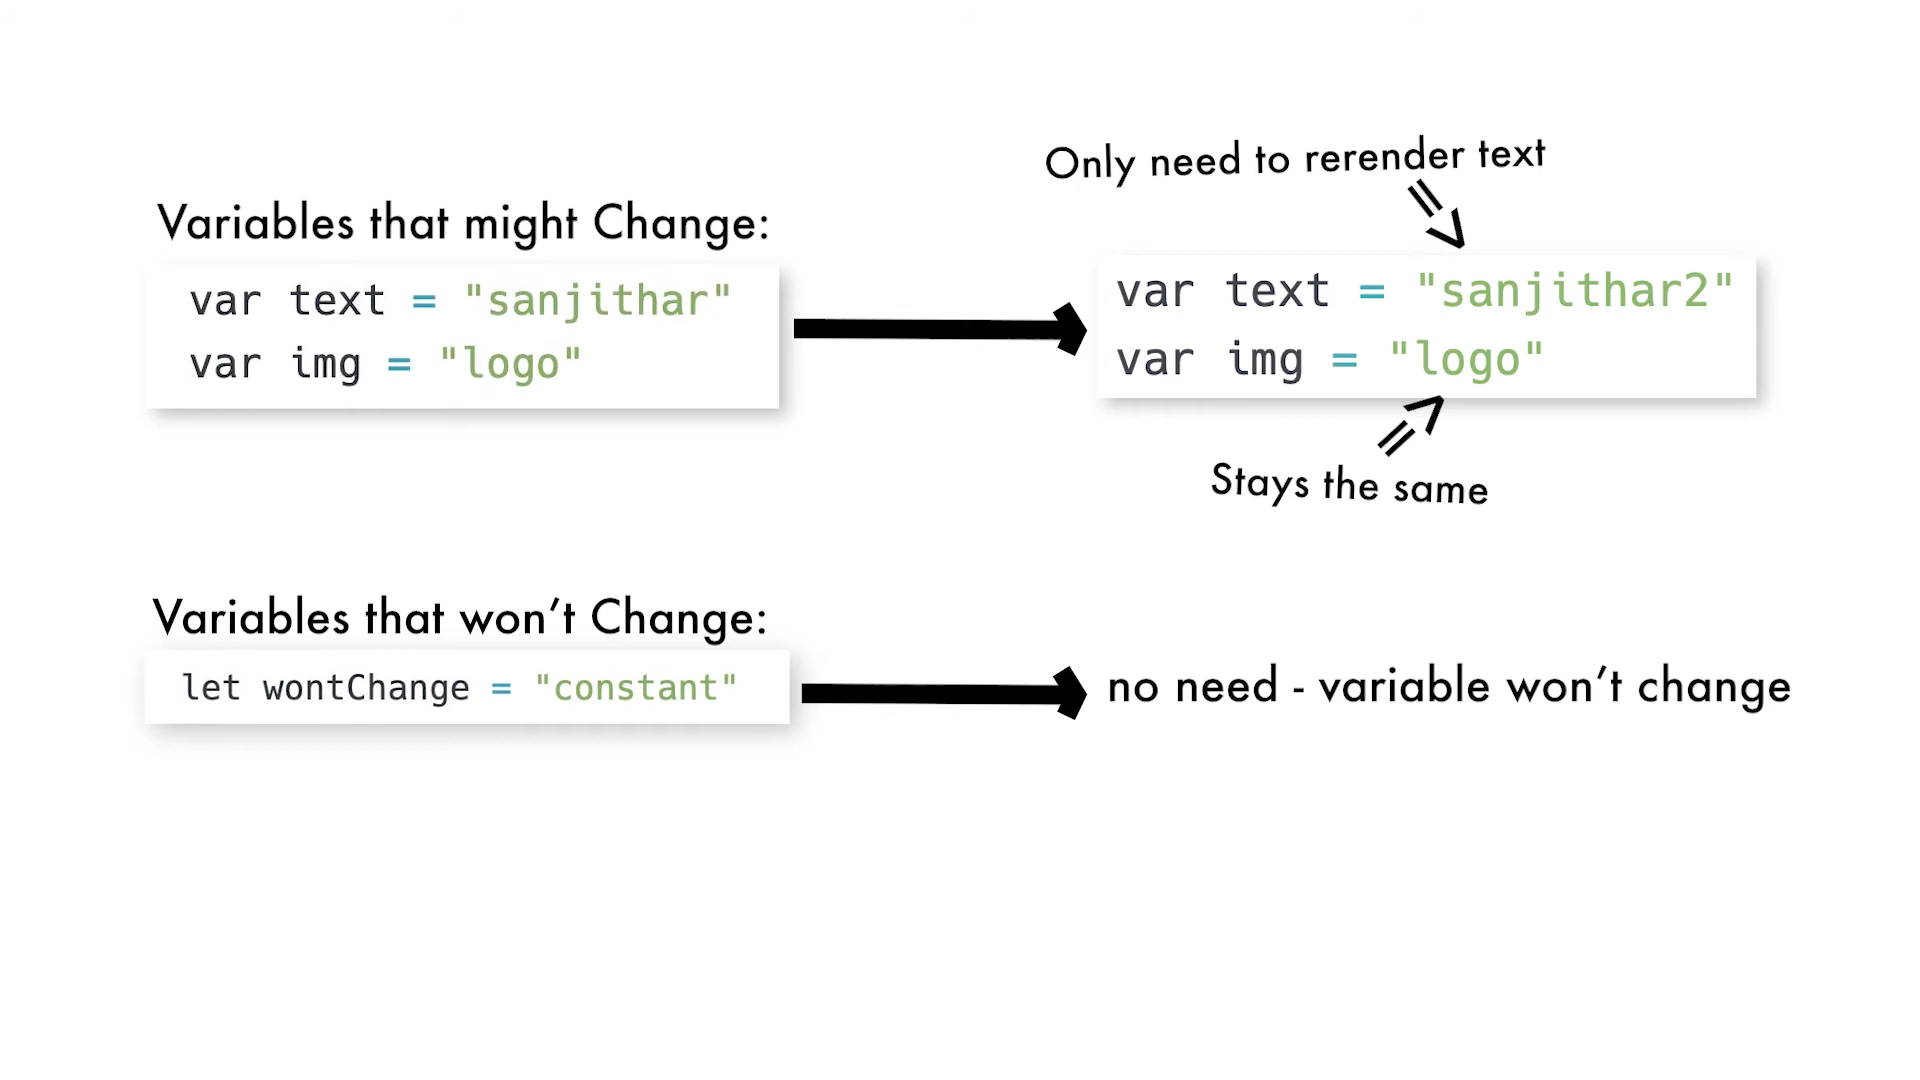 Only need to rerender text
Variables that might Change:
var text = "sanjithar"
var img = "logo"
var text = "sanjithar2"
var img = "logo"
Stays the same
Variables that won’t Change:
let wontChange = "constant"
no need - variable won’t change